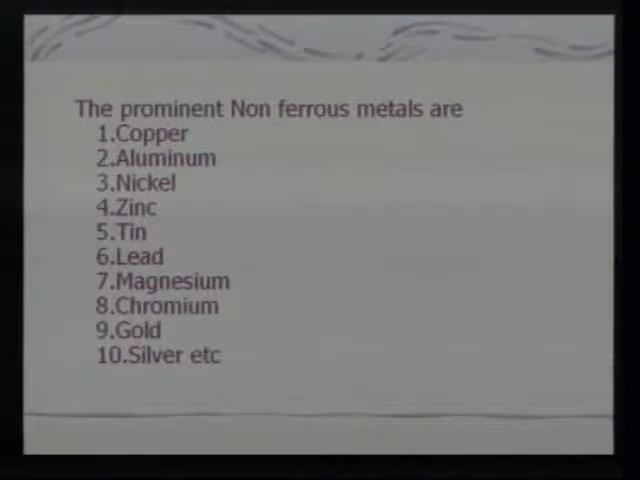 The prominent Non ferrous metals are
1.Copper
2.Aluminum
3.Nickel
4.Zinc
5.Tin
6.Lead
7.Magnesium
8.Chromium
9.Gold
10.Silver etc